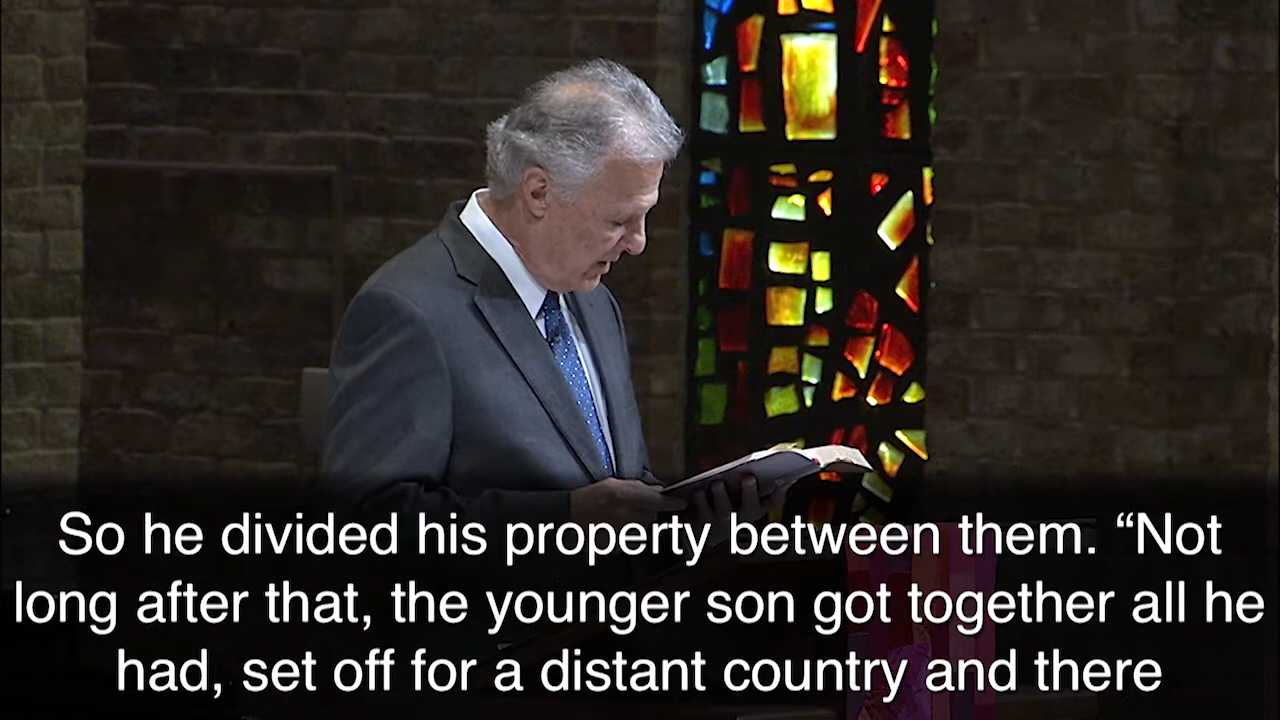 So he divided his property between them. “Not
long after that, the younger son got together all he
had, set off for a distant country and there